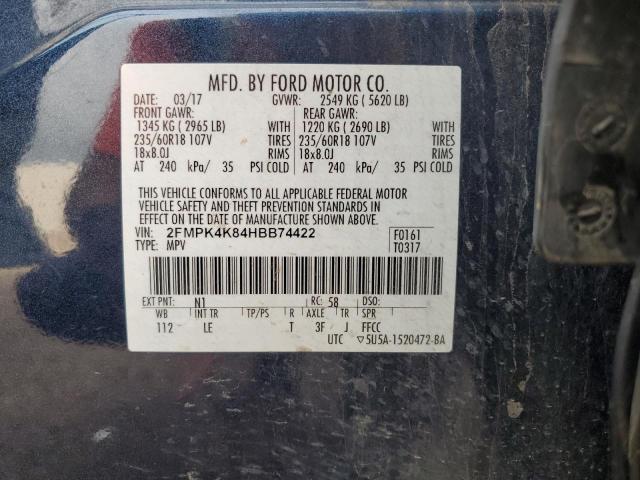 MFD. BY FORD MOTOR CO.
DATE: 03/17 GVWR: 2549 KG ( 5620 LB)
FRONT GAWR: REAR GAWR:
1345 KG ( 2965 LB) WITH 1220 KG ( 2690 LB) WITH
235/60R18 107V TIRES 235/60R18 107V TIRES
18x8.0J RIMS 18x8.0J RIMS
AT 240 kPa/ 35 PSI COLD AT 240 kPa/ 35 PSI COLD
THIS VEHICLE CONFORMS TO ALL APPLICABLE FEDERAL MOTOR
VEHICLE SAFETY AND THEFT PREVENTION STANDARDS IN
EFFECT ON THE DATE OF MANUFACTURE SHOWN ABOVE.
VIN: 2FMPK4K84HBB74422 F0161
TYPE: MPV T0317
EXT PNT: N1 RC: 58 DSO:
WB INT TR TP/PS R AXLE TR SPR
112 LE T 3F J FFCC
UTC ▽5U5A-1520472-BA